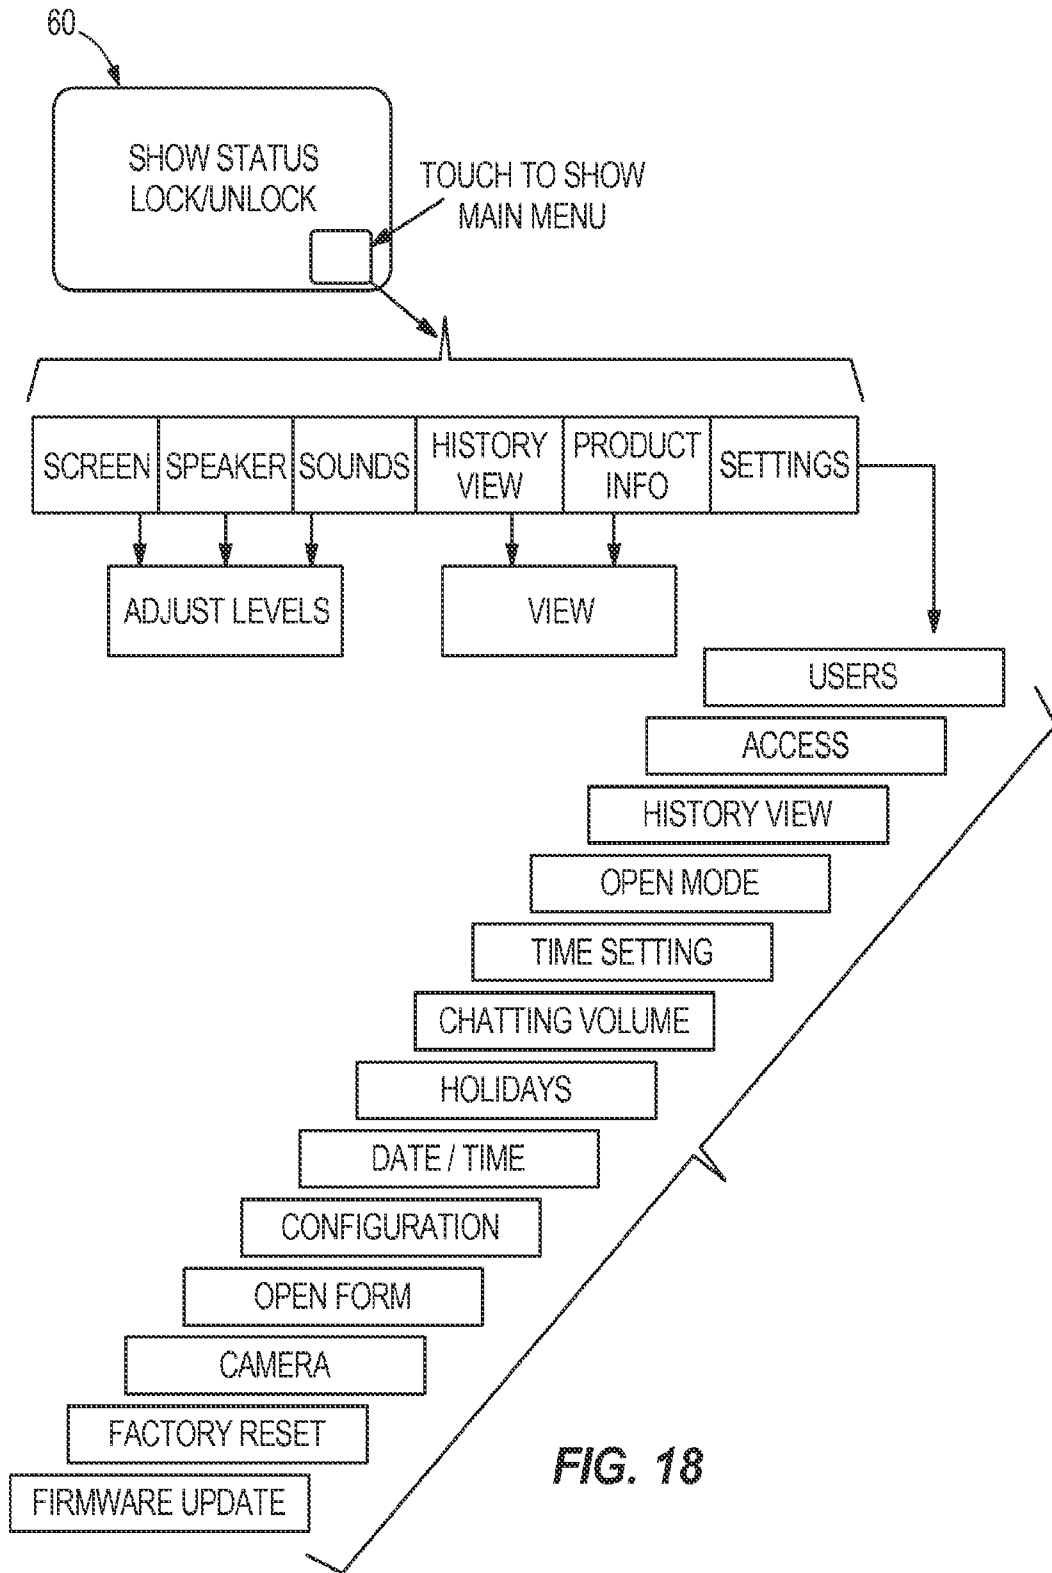 60
SHOW STATUS
LOCK/UNLOCK
TOUCH TO SHOW
MAIN MENU
SCREEN
SPEAKER
SOUNDS
HISTORY
VIEW
PRODUCT
INFO
SETTINGS
ADJUST LEVELS
VIEW
USERS
ACCESS
HISTORY VIEW
OPEN MODE
TIME SETTING
CHATTING VOLUME
HOLIDAYS
DATE / TIME
CONFIGURATION
OPEN FORM
CAMERA
FACTORY RESET
FIRMWARE UPDATE
FIG. 18